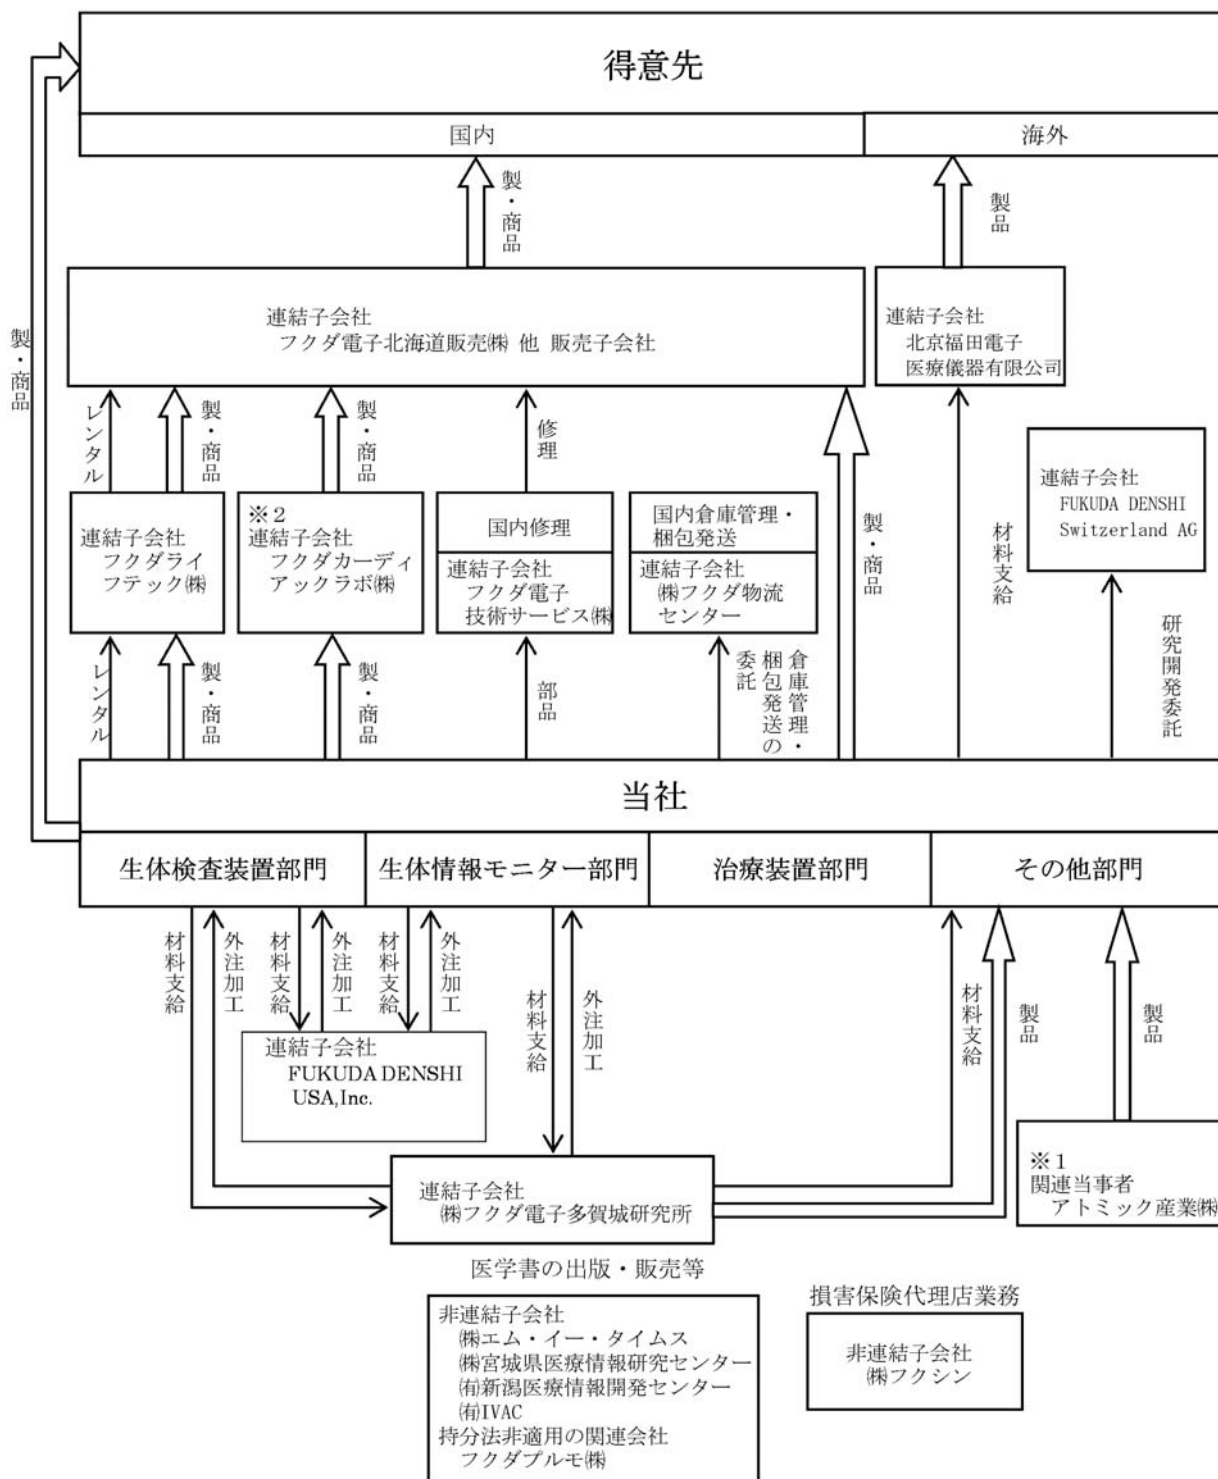 得意先
国内
海外
製・商品
製品
製・商品
連結子会社
フクダ電子北海道販売㈱ 他 販売子会社
連結子会社
北京福田電子
医療儀器有限公司
レンタル
製・商品
製・商品
修理
製・商品
材料支給
連結子会社
FUKUDA DENSHI
Switzerland AG
連結子会社
フクダライ
フテック㈱
※2
連結子会社
フクダカーディ
アックラボ㈱
国内修理
連結子会社
フクダ電子
技術サービス㈱
国内倉庫管理・
梱包発送
連結子会社
㈱フクダ物流
センター
レンタル
製・商品
製・商品
部品
倉庫管理・
梱包発送の
委託
研究開発委託
当社
生体検査装置部門
生体情報モニター部門
治療装置部門
その他部門
材料支給
外注加工
材料支給
外注加工
材料支給
外注加工
材料支給
外注加工
材料支給
製品
製品
連結子会社
FUKUDA DENSHI
USA,Inc.
連結子会社
㈱フクダ電子多賀城研究所
※1
関連当事者
アトミック産業㈱
医学書の出版・販売等
非連結子会社
㈱エム・イー・タイムス
㈱宮城県医療情報研究センター
㈲新潟医療情報開発センター
㈲IVAC
持分法非適用の関連会社
フクダプルモ㈱
損害保険代理店業務
非連結子会社
㈱フクシン